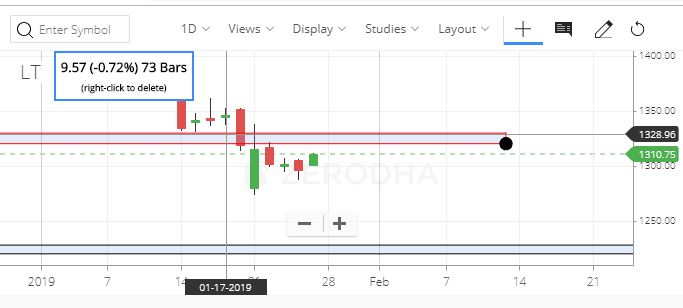 Enter Symbol 1D Views Display Studies Layout
LT
9.57 (-0.72%) 73 Bars
(right-click to delete)
1400.00
1350.00
1328.96
1310.75
1300.00
1250.00
ZERODHA
2019 7 14 21 28 Feb 7 14 21
01-17-2019